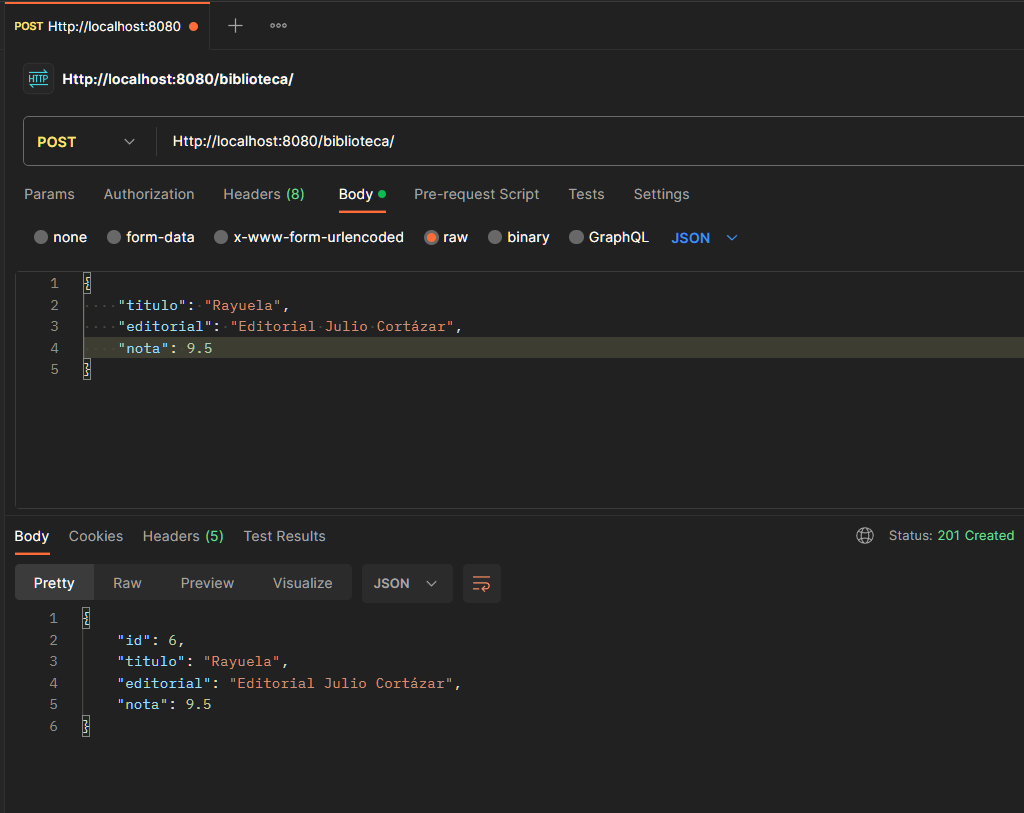 POST Http://localhost:8080
HTTP Http://localhost:8080/biblioteca/
POST Http://localhost:8080/biblioteca/
Params Authorization Headers (8) Body Pre-request Script Tests Settings
none form-data x-www-form-urlencoded raw binary GraphQL JSON
1 {
2 "titulo": "Rayuela",
3 "editorial": "Editorial Julio Cortázar",
4 "nota": 9.5
5 }
Body Cookies Headers (5) Test Results Status: 201 Created
Pretty Raw Preview Visualize JSON
1 {
2 "id": 6,
3 "titulo": "Rayuela",
4 "editorial": "Editorial Julio Cortázar",
5 "nota": 9.5
6 }